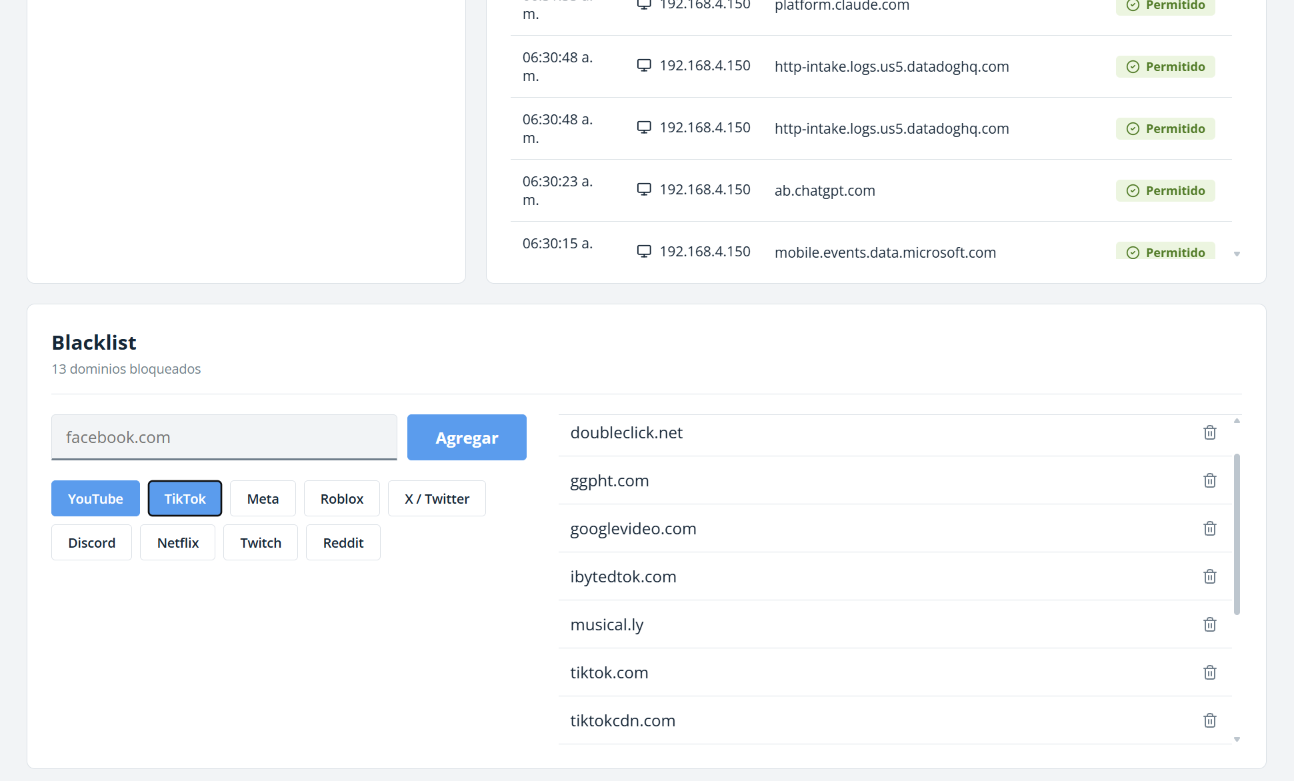 m.
192.168.4.150
platform.claude.com
Permitido
06:30:48 a.
m.
192.168.4.150
http-intake.logs.us5.datadoghq.com
Permitido
06:30:48 a.
m.
192.168.4.150
http-intake.logs.us5.datadoghq.com
Permitido
06:30:23 a.
m.
192.168.4.150
ab.chatgpt.com
Permitido
06:30:15 a.
192.168.4.150
mobile.events.data.microsoft.com
Permitido
Blacklist
13 dominios bloqueados
facebook.com
Agregar
YouTube
TikTok
Meta
Roblox
X / Twitter
Discord
Netflix
Twitch
Reddit
doubleclick.net
ggpht.com
googlevideo.com
ibytedtok.com
musical.ly
tiktok.com
tiktokcdn.com